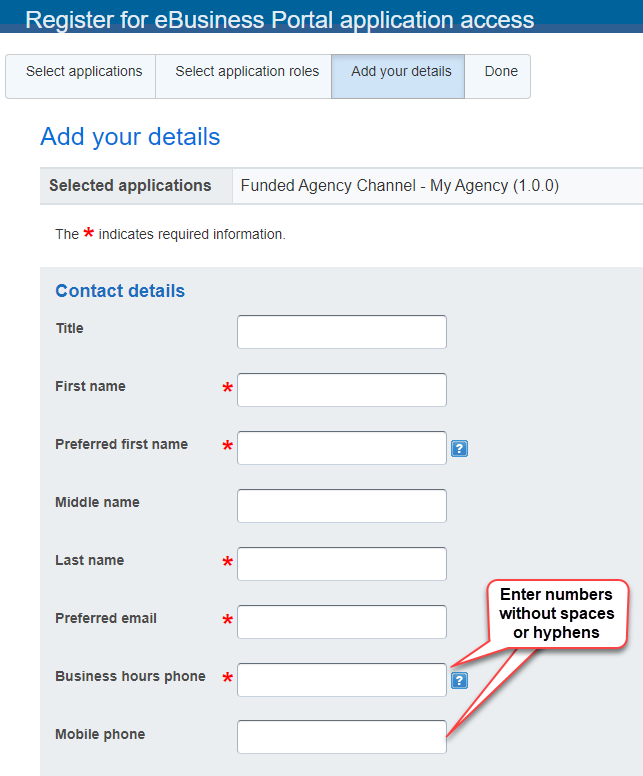 Register for eBusiness Portal application access
Select applications
Select application roles
Add your details
Done
Add your details
Selected applications
Funded Agency Channel - My Agency (1.0.0)
The * indicates required information.
Contact details
Title
First name *
Preferred first name * ?
Middle name
Last name *
Preferred email *
Enter numbers
without spaces
or hyphens
Business hours phone * ?
Mobile phone